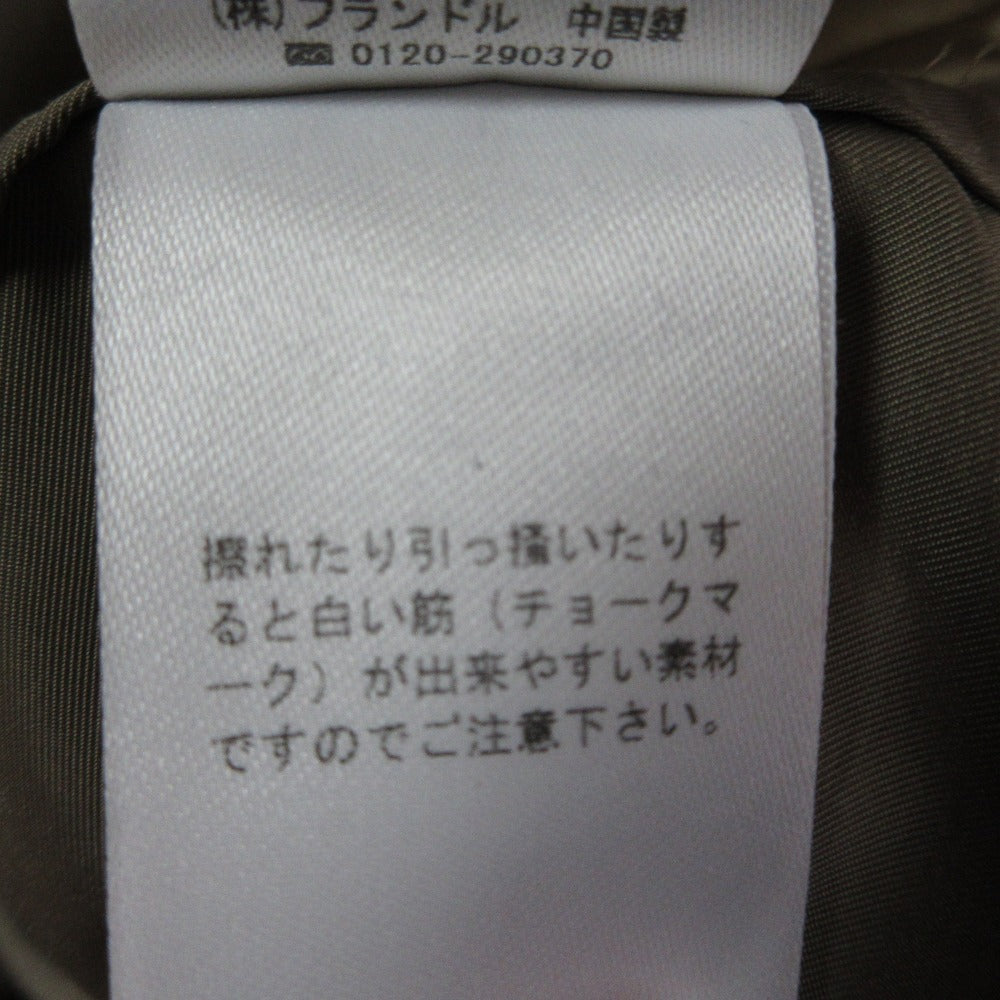 (株)フランドル 中国製
0120-290370
擦れたり引っ掻いたりす
ると白い筋（チョークマ
ーク）が出来やすい素材
ですのでご注意下さい。